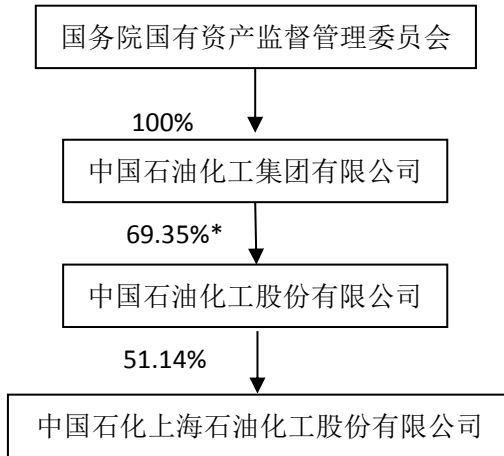 国务院国有资产监督管理委员会
100%
中国石油化工集团有限公司
69.35%*
中国石油化工股份有限公司
51.14%
中国石化上海石油化工股份有限公司